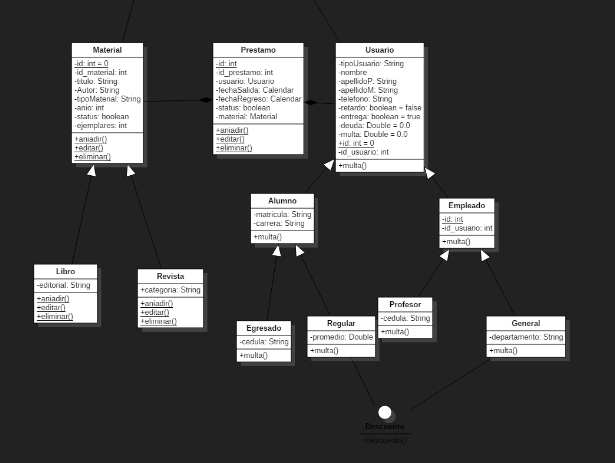 Material
-id: int = 0
-id_material: int
-titulo: String
-Autor: String
-tipoMaterial: String
-anio: int
-status: boolean
-ejemplares: int
+aniadir()
+editar()
+eliminar()
Prestamo
-id: int
-id_prestamo: int
-usuario: Usuario
-fechaSalida: Calendar
-fechaRegreso: Calendar
-status: boolean
-material: Material
+aniadir()
+editar()
+eliminar()
Usuario
-tipoUsuario: String
-nombre
-apellidoP: String
-apellidoM: String
-telefono: String
-retardo: boolean = false
-entrega: boolean = true
-deuda: Double = 0.0
-multa: Double = 0.0
+id: int = 0
-id_usuario: int
+multa()
Alumno
-matricula: String
-carrera: String
+multa()
Empleado
-id: int
-id_usuario: int
+multa()
Libro
-editorial: String
+aniadir()
+editar()
+eliminar()
Revista
+categoria: String
+aniadir()
+editar()
+eliminar()
Egresado
-cedula: String
+multa()
Regular
-promedio: Double
+multa()
Profesor
-cedula: String
+multa()
General
-departamento: String
+multa()
Descuento
+descuento()